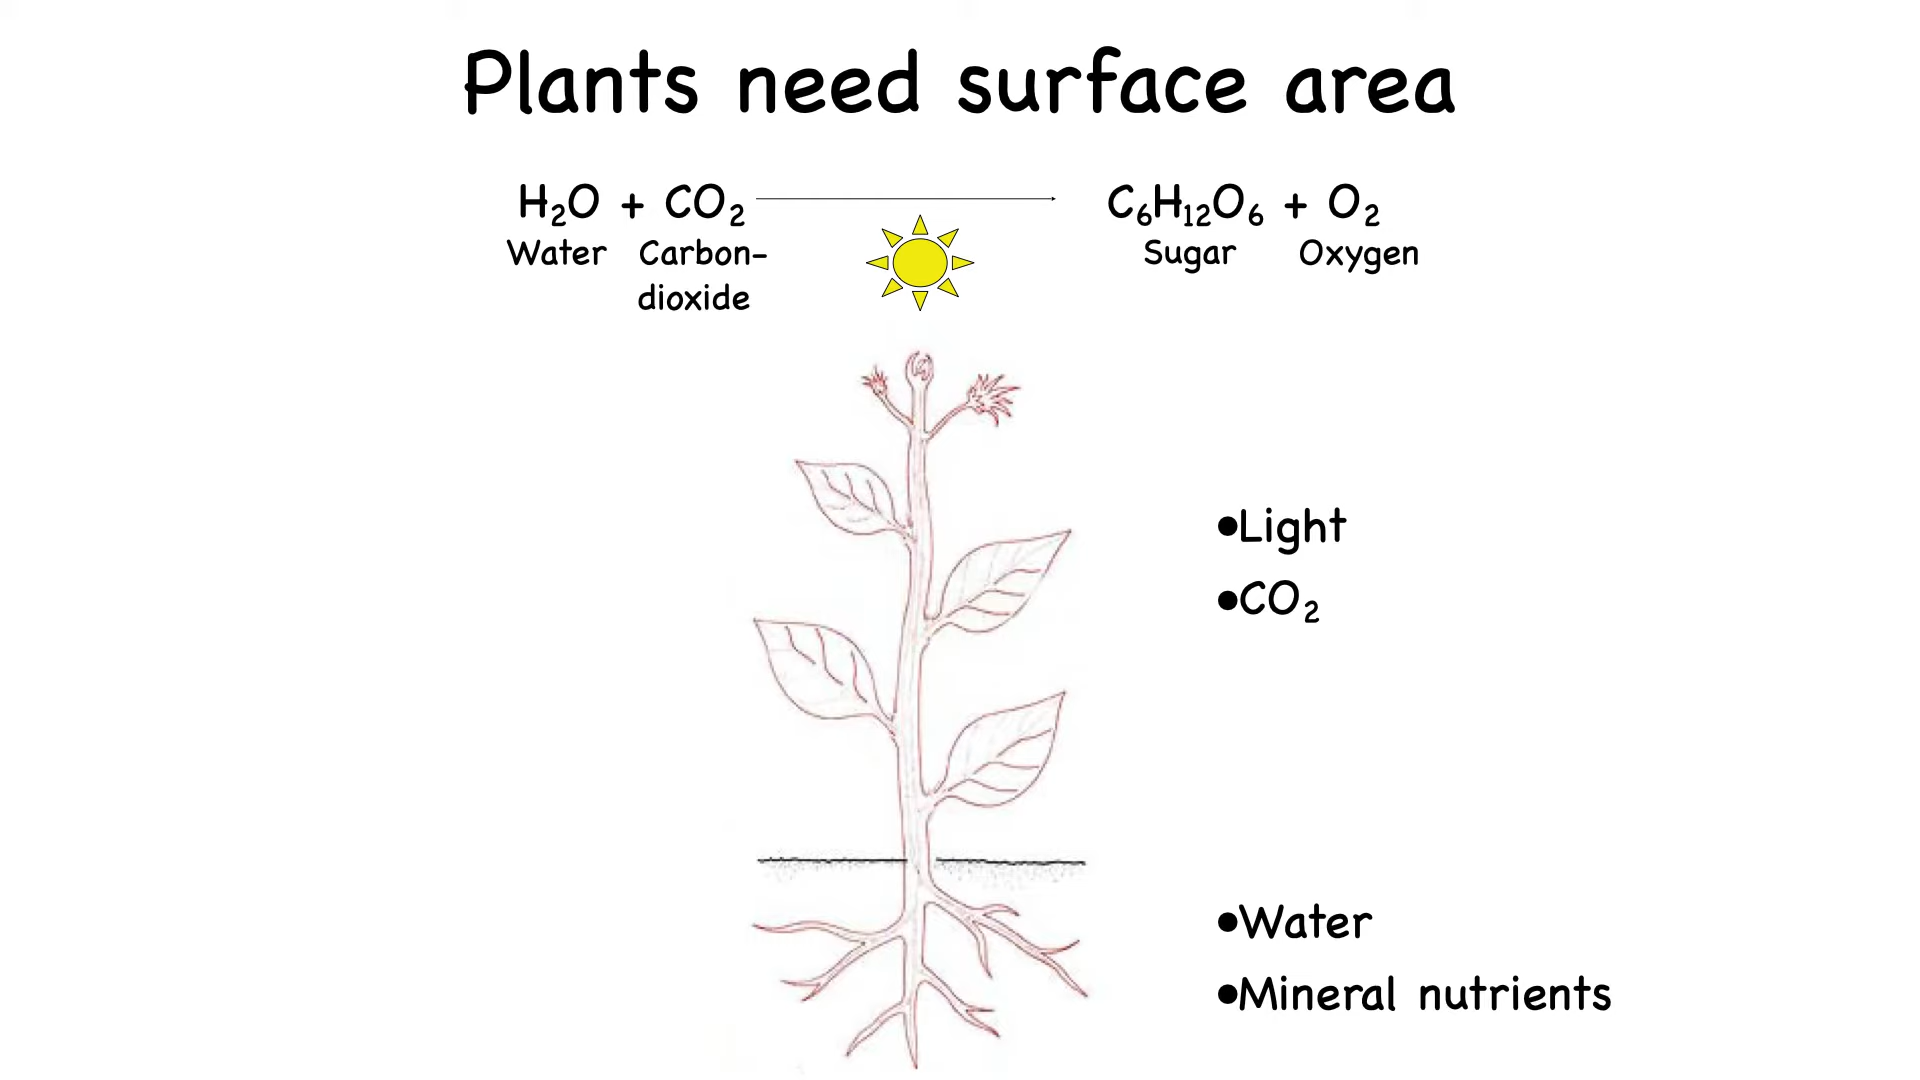 Plants need surface area
H₂O + CO₂ C₆H₁₂O₆ + O₂
Water Carbon- Sugar Oxygen
dioxide
•Light
•CO₂
•Water
•Mineral nutrients